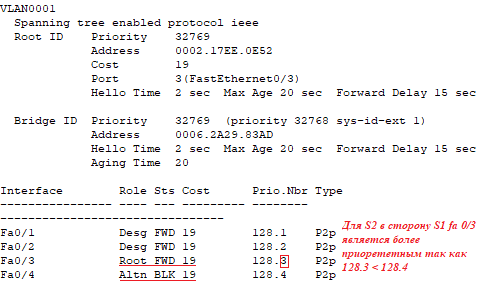 VLAN0001
Spanning tree enabled protocol ieee
Root ID Priority 32769
Address 0002.17EE.0E52
Cost 19
Port 3(FastEthernet0/3)
Hello Time 2 sec Max Age 20 sec Forward Delay 15 sec
Bridge ID Priority 32769 (priority 32768 sys-id-ext 1)
Address 0006.2A29.83AD
Hello Time 2 sec Max Age 20 sec Forward Delay 15 sec
Aging Time 20
Interface Role Sts Cost Prio.Nbr Type
---------------- ---- --- --------- -------- 
--------------------------------
Fa0/1 Desg FWD 19 128.1 P2p
Fa0/2 Desg FWD 19 128.2 P2p
Fa0/3 Root FWD 19 128.3 P2p
Fa0/4 Altn BLK 19 128.4 P2p
Для S2 в сторону S1 fa 0/3
является более
приорететным так как
128.3 < 128.4